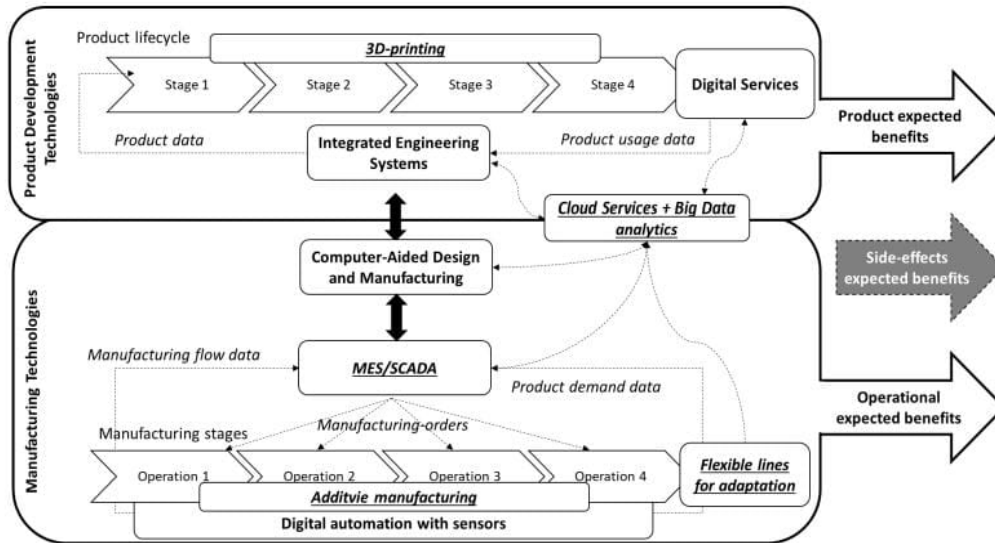 Product Development
Technologies
Product lifecycle
3D-printing
Stage 1
Stage 2
Stage 3
Stage 4
Digital Services
Product data
Integrated Engineering
Systems
Product usage data
Product expected
benefits
Cloud Services + Big Data
analytics
Side-effects
expected benefits
Manufacturing Technologies
Computer-Aided Design
and Manufacturing
Manufacturing flow data
MES/SCADA
Product demand data
Operational
expected benefits
Manufacturing-orders
Manufacturing stages
Operation 1
Operation 2
Operation 3
Operation 4
Flexible lines
for adaptation
Additvie manufacturing
Digital automation with sensors